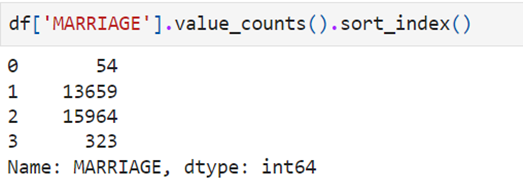 df['MARRIAGE'].value_counts().sort_index()
0       54
1    13659
2    15964
3      323
Name: MARRIAGE, dtype: int64